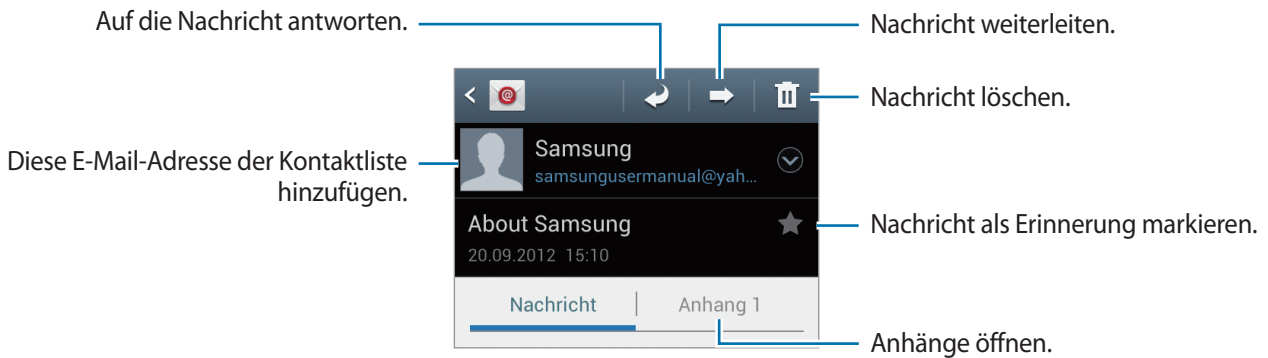 Auf die Nachricht antworten.
Nachricht weiterleiten.
Nachricht löschen.
Diese E-Mail-Adresse der Kontaktliste
hinzufügen.
@
Samsung
samsungusermanual@yah...
About Samsung
20.09.2012 15:10
Nachricht als Erinnerung markieren.
Nachricht
Anhang 1
Anhänge öffnen.